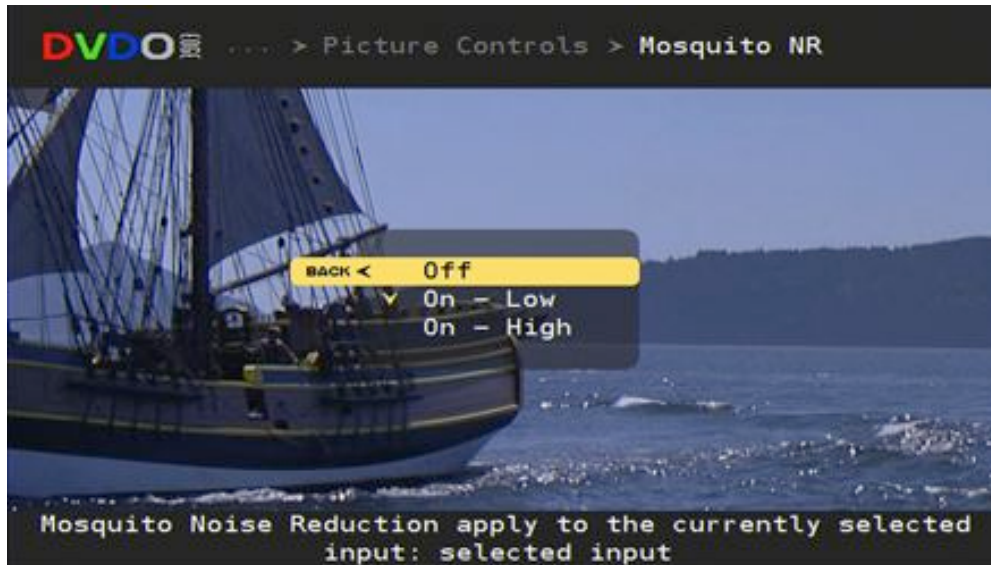 DVDO ... > Picture Controls > Mosquito NR
BACK < Off
On - Low
On - High
Mosquito Noise Reduction apply to the currently selected
input: selected input